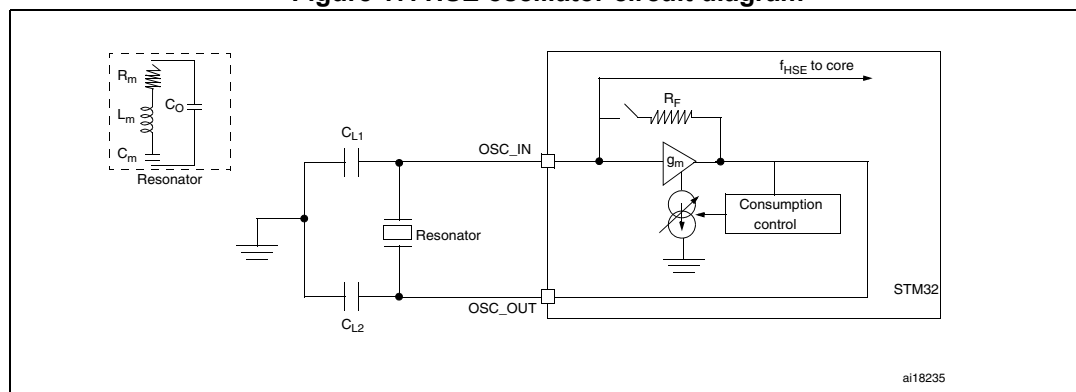 Figure 17. HSE oscillator circuit diagram
fHSE to core
Rm
RF
CO
Lm
CL1
OSC_IN
gm
Cm
Resonator
Consumption
control
Resonator
STM32
OSC_OUT
CL2
ai18235